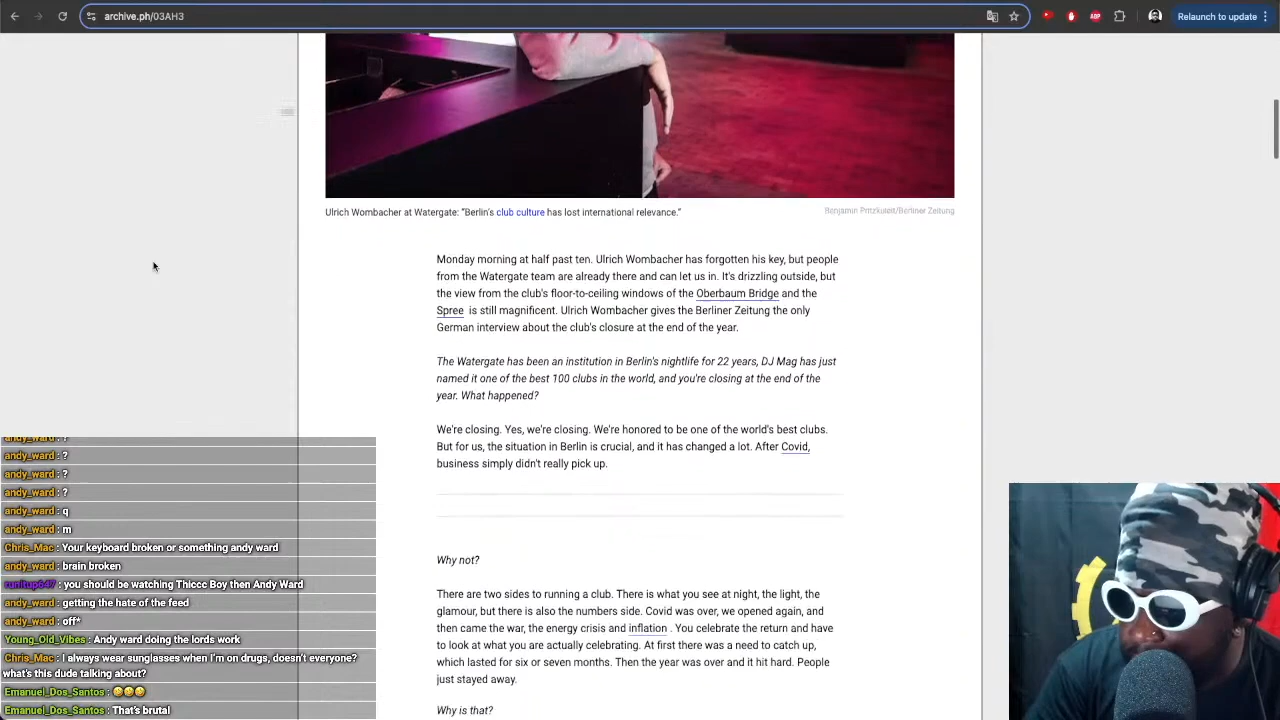 archive.ph/03AH3
Relaunch to update
ABP
Ulrich Wombacher at Watergate: “Berlin's club culture has lost international relevance.”
Benjamin Pritzkuleit/Berliner Zeitung
Monday morning at half past ten. Ulrich Wombacher has forgotten his key, but people
from the Watergate team are already there and can let us in. It's drizzling outside, but
the view from the club's floor-to-ceiling windows of the Oberbaum Bridge and the
Spree is still magnificent. Ulrich Wombacher gives the Berliner Zeitung the only
German interview about the club's closure at the end of the year.
The Watergate has been an institution in Berlin's nightlife for 22 years, DJ Mag has just
named it one of the best 100 clubs in the world, and you're closing at the end of the
year. What happened?
We're closing. Yes, we're closing. We're honored to be one of the world's best clubs.
But for us, the situation in Berlin is crucial, and it has changed a lot. After Covid,
business simply didn't really pick up.
Why not?
There are two sides to running a club. There is what you see at night, the light, the
glamour, but there is also the numbers side. Covid was over, we opened again, and
then came the war, the energy crisis and inflation . You celebrate the return and have
to look at what you are actually celebrating. At first there was a need to catch up,
which lasted for six or seven months. Then the year was over and it hit hard. People
just stayed away.
Why is that?
andy_ward : ?
andy_ward : ?
andy_ward : ?
andy_ward : ?
andy_ward : q
andy_ward : m
Chris_Mac : Your keyboard broken or something andy ward
andy_ward : brain broken
runitup647 : you should be watching Thiccc Boy then Andy Ward
andy_ward : getting the hate of the feed
andy_ward : off*
Young_Old_Vibes : Andy ward doing the lords work
Chris_Mac : I always wear sunglasses when I'm on drugs, doesn't everyone?
what's this dude talking about?
Emanuel_Dos_Santos : 🤣🤣🤣
Emanuel_Dos_Santos : That's brutal